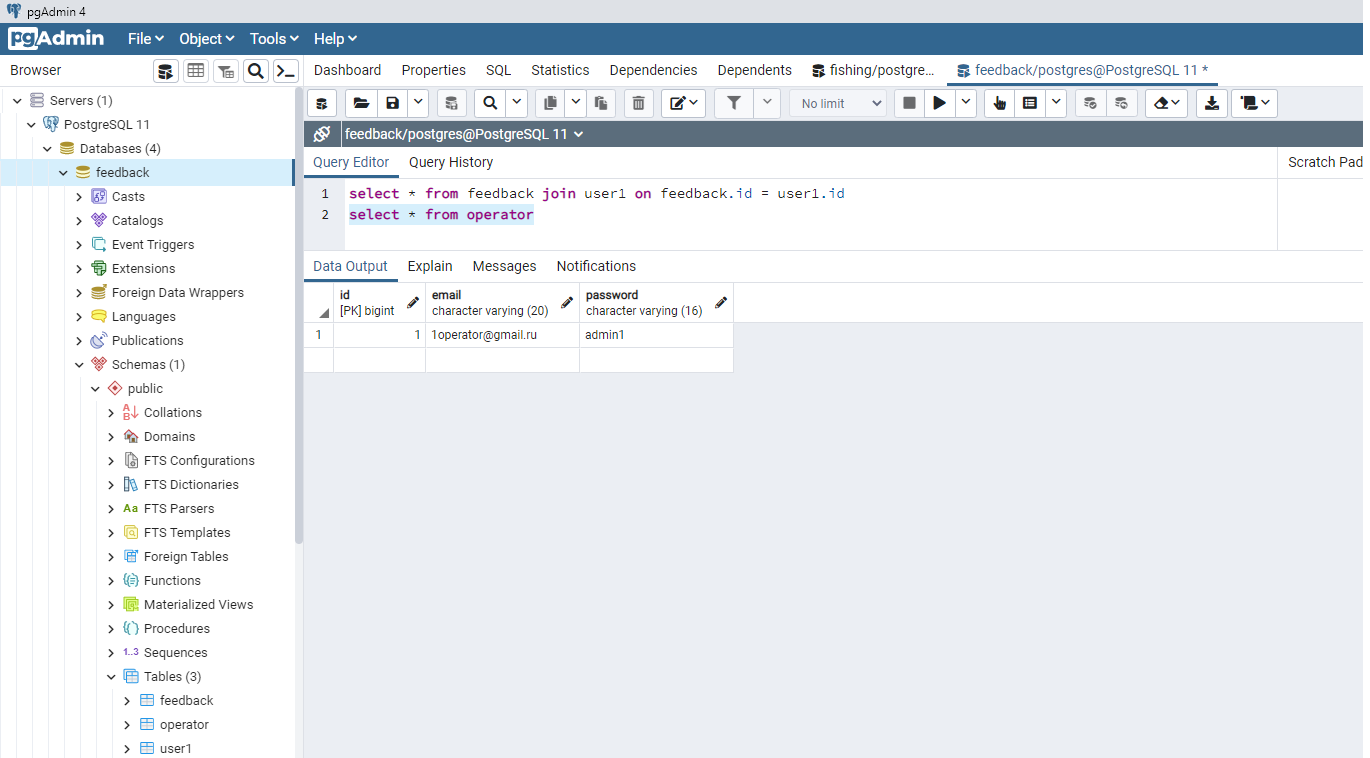 pgAdmin 4
pgAdmin File Object Tools Help
Browser
Dashboard Properties SQL Statistics Dependencies Dependents fishing/postgre... feedback/postgres@PostgreSQL 11 *
No limit
feedback/postgres@PostgreSQL 11
Query Editor Query History
Scratch Pad
1 select * from feedback join user1 on feedback.id = user1.id
2 select * from operator
Data Output Explain Messages Notifications
id email password
[PK] bigint character varying (20) character varying (16)
1 1 1operator@gmail.ru admin1
Servers (1)
PostgreSQL 11
Databases (4)
feedback
Casts
Catalogs
Event Triggers
Extensions
Foreign Data Wrappers
Languages
Publications
Schemas (1)
public
Collations
Domains
FTS Configurations
FTS Dictionaries
Aa FTS Parsers
FTS Templates
Foreign Tables
Functions
Materialized Views
Procedures
1..3 Sequences
Tables (3)
feedback
operator
user1